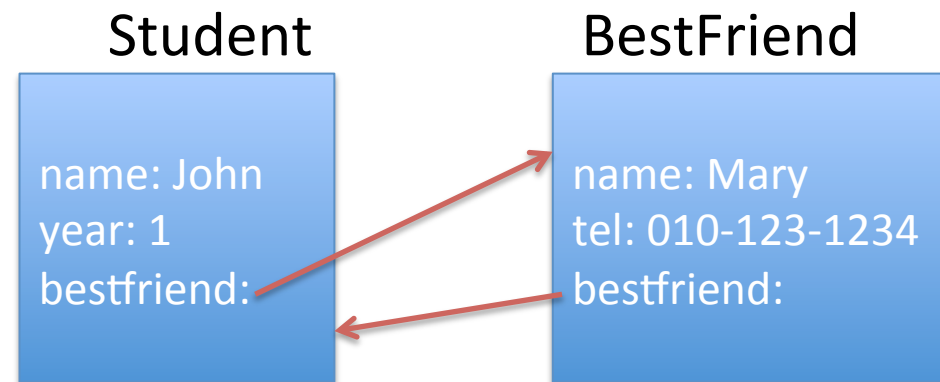 Student
name: John
year: 1
bestfriend:
BestFriend
name: Mary
tel: 010-123-1234
bestfriend: